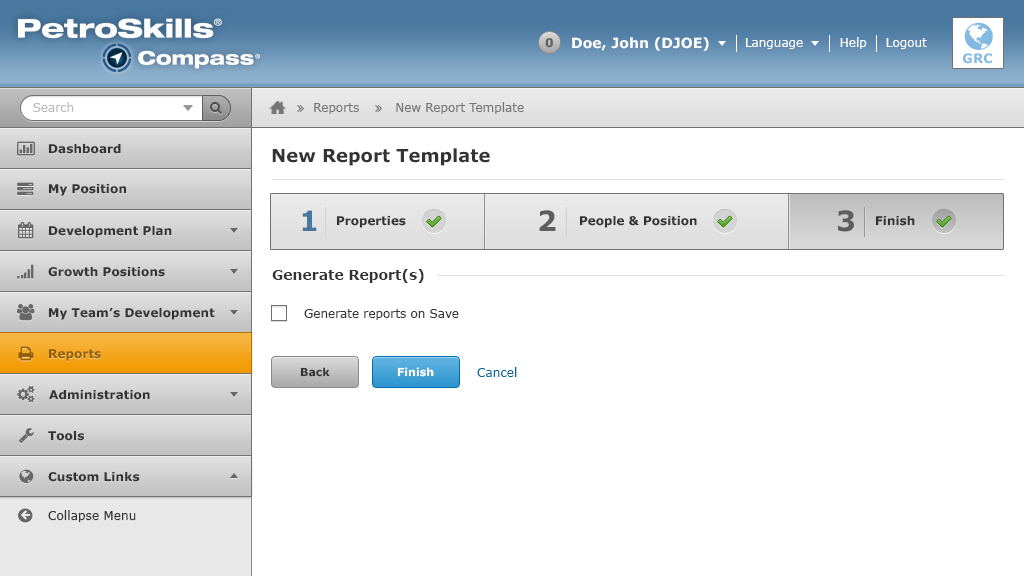 PetroSkills®
Compass®
0 Doe, John (DJOE) Language Help Logout
GRC
Search
» Reports » New Report Template
Dashboard
My Position
Development Plan
Growth Positions
My Team's Development
Reports
Administration
Tools
Custom Links
Collapse Menu
New Report Template
1 Properties 2 People & Position 3 Finish
Generate Report(s)
Generate reports on Save
Back Finish Cancel